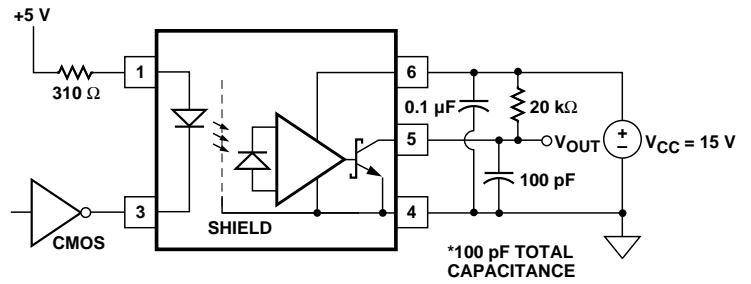 +5 V
310 Ω
1
3
CMOS
SHIELD
6
5
4
0.1 µF
20 kΩ
VOUT
VCC = 15 V
100 pF
*100 pF TOTAL
CAPACITANCE
+
–